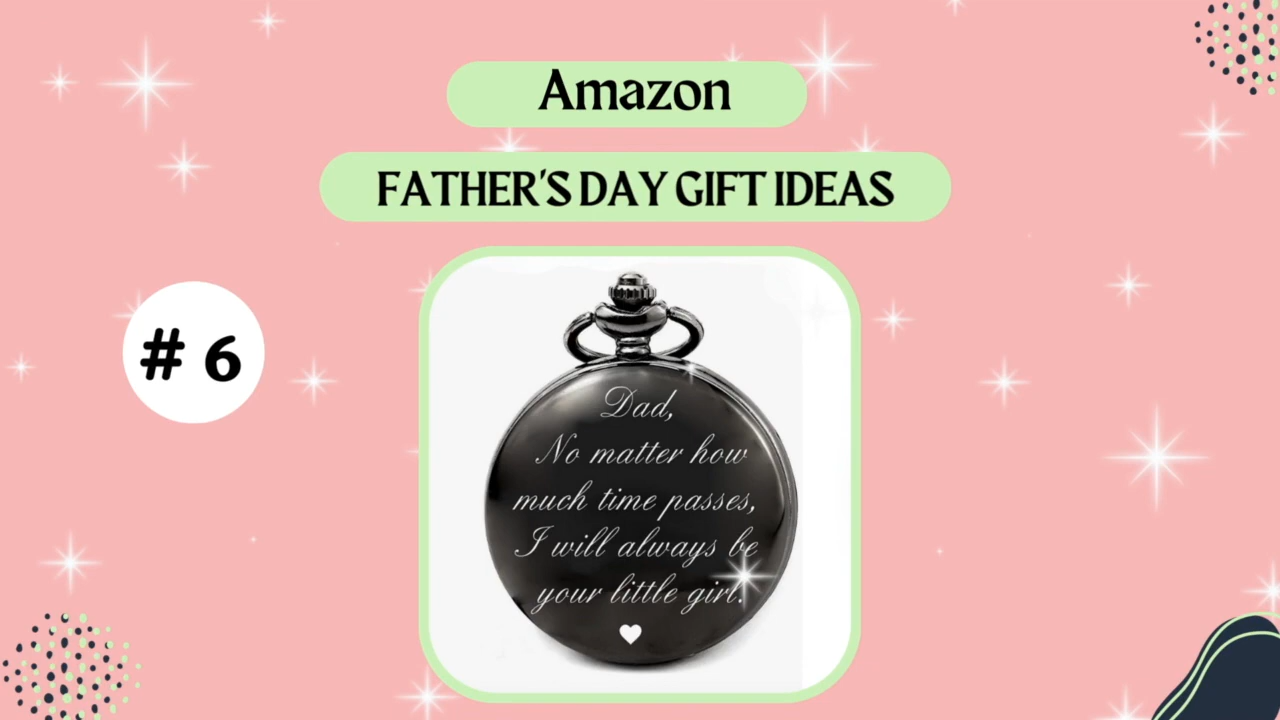 Amazon
FATHER'S DAY GIFT IDEAS
# 6
Dad,
No matter how
much time passes,
I will always be
your little girl.